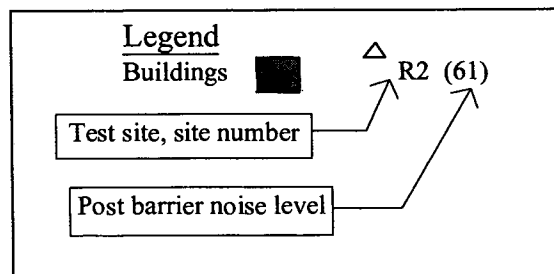 Legend
Buildings
R2 (61)
Test site, site number
Post barrier noise level